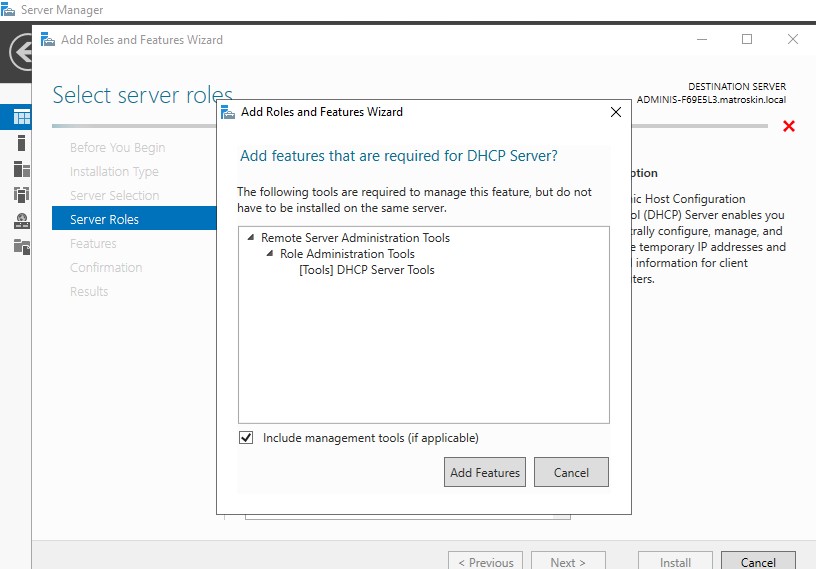 Server Manager
Add Roles and Features Wizard
Select server roles
DESTINATION SERVER
ADMINIS-F69E5L3.matroskin.local
Before You Begin
Installation Type
Server Selection
Server Roles
Features
Confirmation
Results
Add Roles and Features Wizard
Add features that are required for DHCP Server?
The following tools are required to manage this feature, but do not
have to be installed on the same server.
Remote Server Administration Tools
Role Administration Tools
[Tools] DHCP Server Tools
Include management tools (if applicable)
Add Features
Cancel
ption
ic Host Configuration
ol (DHCP) Server enables you
trally configure, manage, and
e temporary IP addresses and
information for client
ters.
< Previous
Next >
Install
Cancel